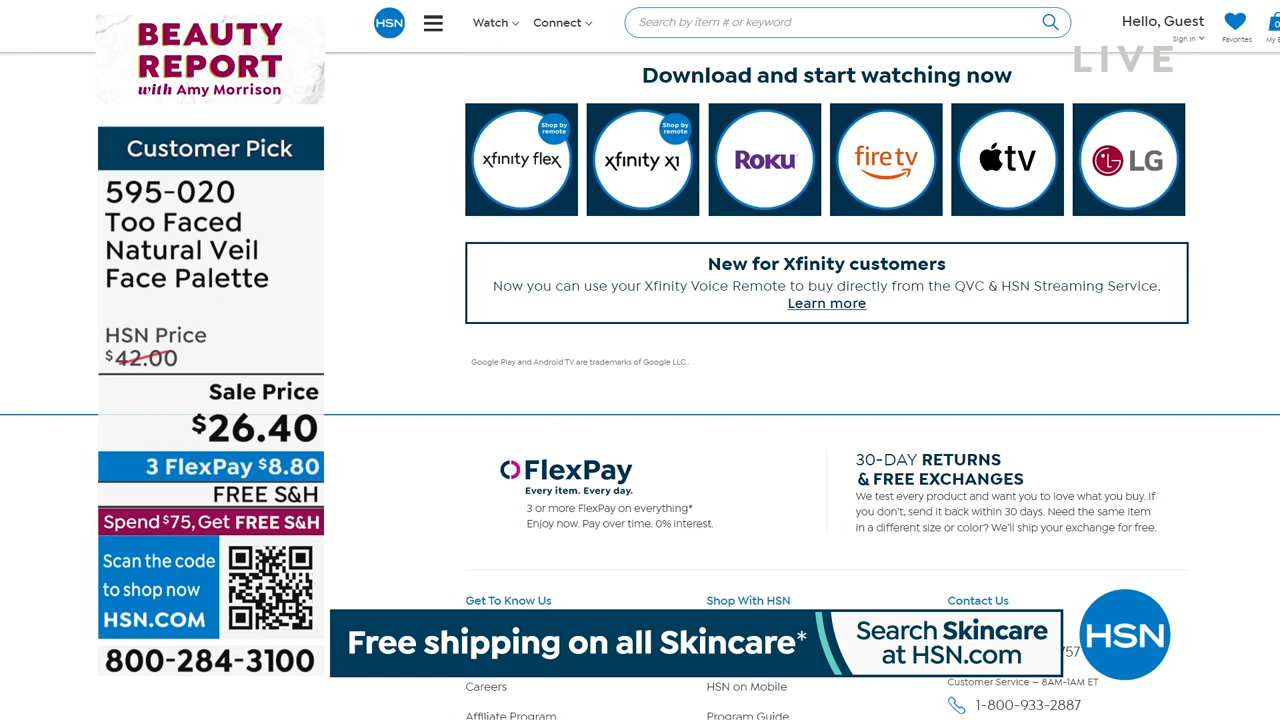 BEAUTY
REPORT
with Amy Morrison
Customer Pick
595-020
Too Faced
Natural Veil
Face Palette
HSN Price
$42.00
Sale Price
$26.40
3 FlexPay $8.80
FREE S&H
Spend $75, Get FREE S&H
Scan the code
to shop now
HSN.COM
800-284-3100
HSN
Watch
Connect
Search by item # or keyword
Hello, Guest
Sign In
Favorites
0
LIVE
Download and start watching now
Shop by
remote
xfinity flex
Shop by
remote
xfinity x1
Roku
fire tv
tv
LG
New for Xfinity customers
Now you can use your Xfinity Voice Remote to buy directly from the QVC & HSN Streaming Service.
Learn more
Google Play and Android TV are trademarks of Google LLC..
FlexPay
Every item. Every day.
3 or more FlexPay on everything*
Enjoy now. Pay over time. 0% interest.
30-DAY RETURNS
& FREE EXCHANGES
We test every product and want you to love what you buy. If
you don't, send it back within 30 days. Need the same item
in a different size or color? We'll ship your exchange for free.
Get To Know Us
Shop With HSN
Contact Us
Free shipping on all Skincare*
Search Skincare
at HSN.com
757
HSN
Customer Service – 8AM-1AM ET
Careers
HSN on Mobile
1-800-933-2887
Affiliate Program
Program Guide